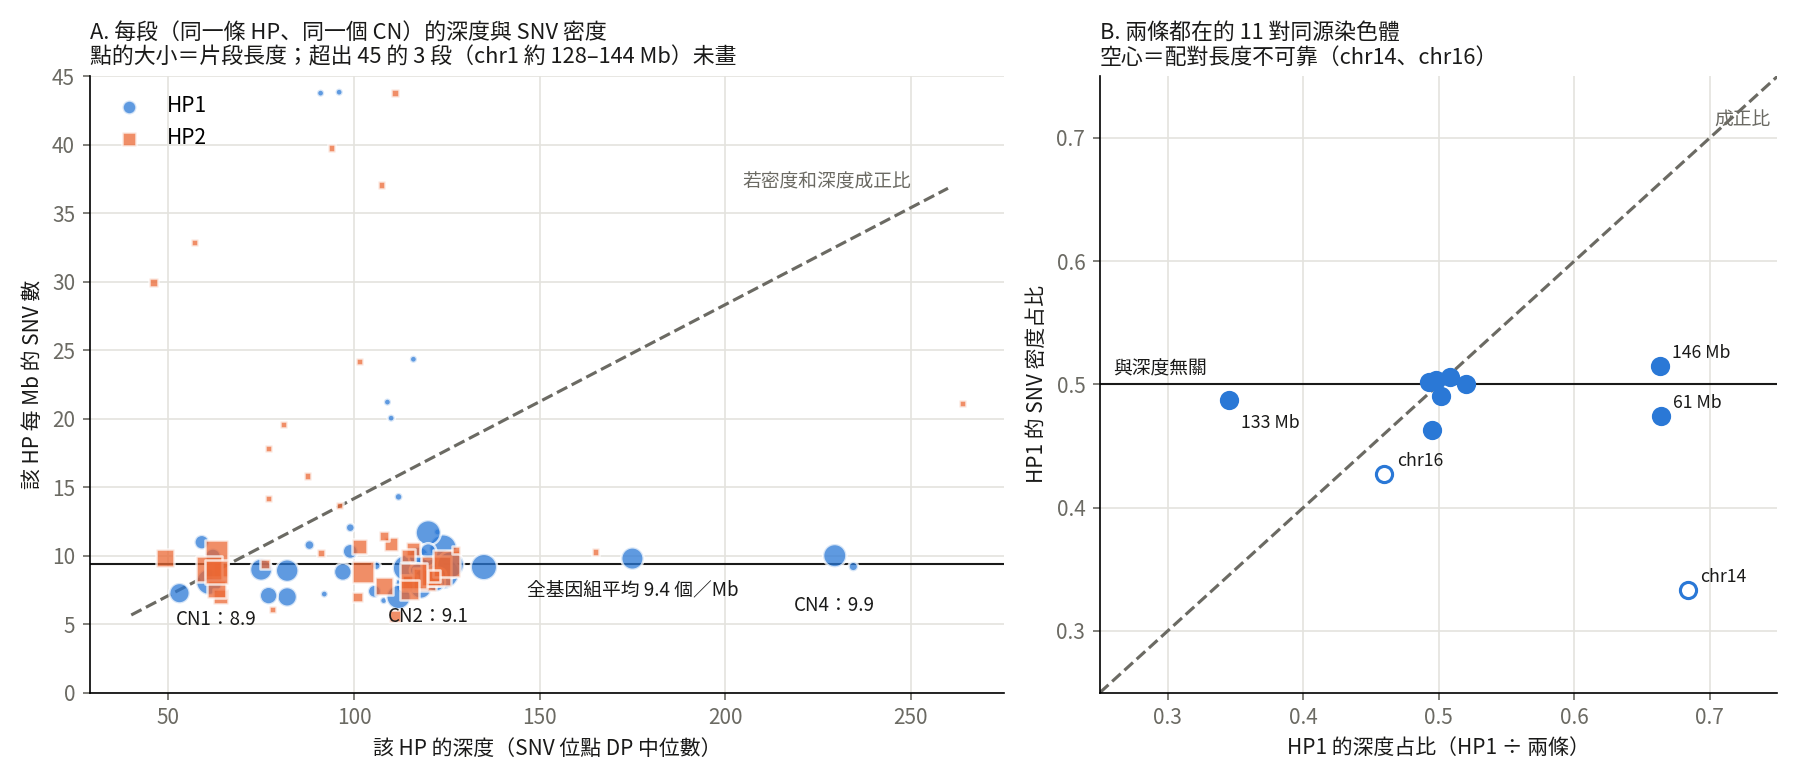 A. 每段（同一條 HP、同一個 CN）的深度與 SNV 密度
點的大小＝片段長度；超出 45 的 3 段（chr1 約 128–144 Mb）未畫
HP1
HP2
若密度和深度成正比
全基因組平均 9.4 個／Mb
CN1：8.9
CN2：9.1
CN4：9.9
45
40
35
30
25
20
15
10
5
0
50
100
150
200
250
該 HP 每 Mb 的 SNV 數
該 HP 的深度（SNV 位點 DP 中位數）
B. 兩條都在的 11 對同源染色體
空心＝配對長度不可靠（chr14、chr16）
成正比
與深度無關
146 Mb
61 Mb
133 Mb
chr16
chr14
0.7
0.6
0.5
0.4
0.3
0.3
0.4
0.5
0.6
0.7
HP1 的 SNV 密度占比
HP1 的深度占比（HP1 ÷ 兩條）